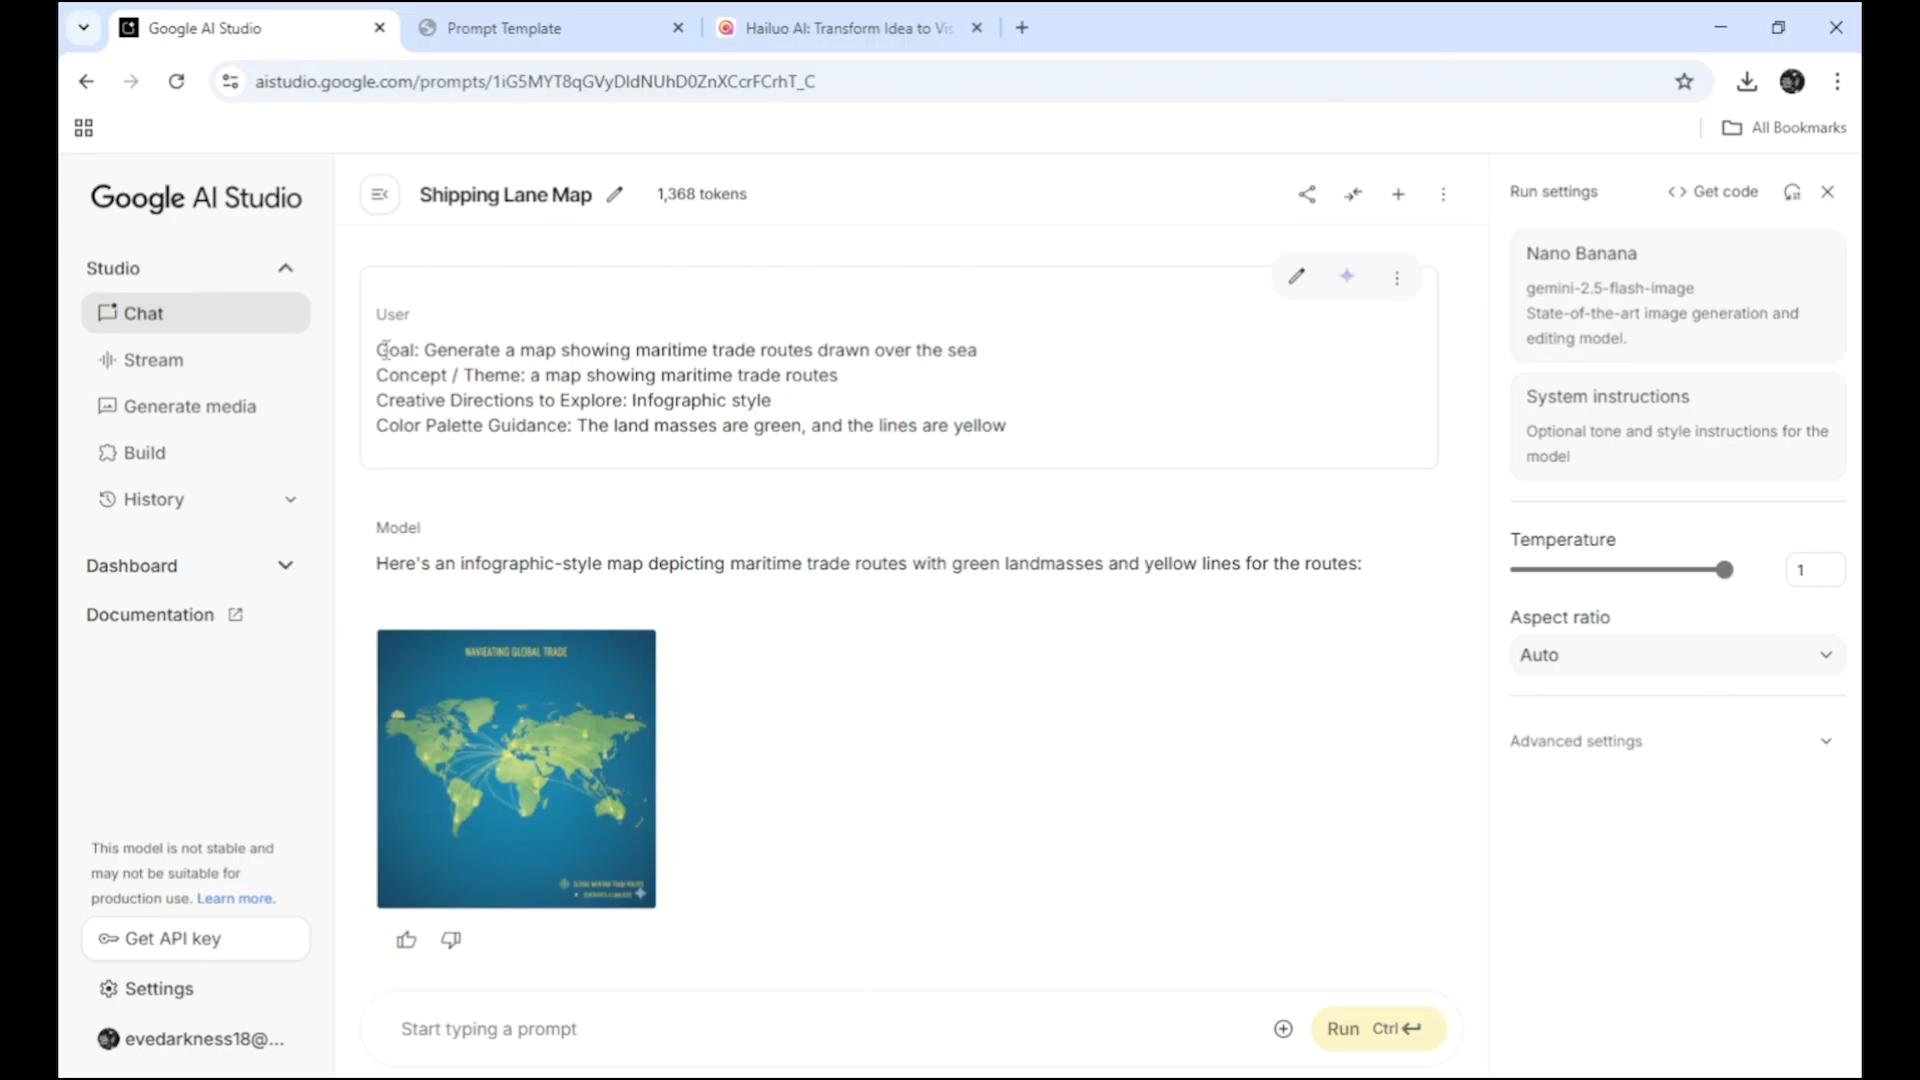 Google AI Studio
Prompt Template
Hailuo AI: Transform Idea to Vis
aistudio.google.com/prompts/1iG5MYT8qGVyDIdNUhD0ZnXCcrFCrhT_C
All Bookmarks
Google AI Studio
Studio
Chat
Stream
Generate media
Build
History
Dashboard
Documentation
This model is not stable and
may not be suitable for
production use. Learn more.
Get API key
Settings
evedarkness18@...
Shipping Lane Map
1,368 tokens
User
Goal: Generate a map showing maritime trade routes drawn over the sea
Concept / Theme: a map showing maritime trade routes
Creative Directions to Explore: Infographic style
Color Palette Guidance: The land masses are green, and the lines are yellow
Model
Here's an infographic-style map depicting maritime trade routes with green landmasses and yellow lines for the routes:
NAVIEATING GLOBAL TRADE
Start typing a prompt
Run Ctrl
Run settings
Get code
Nano Banana
gemini-2.5-flash-image
State-of-the-art image generation and
editing model.
System instructions
Optional tone and style instructions for the
model
Temperature
1
Aspect ratio
Auto
Advanced settings